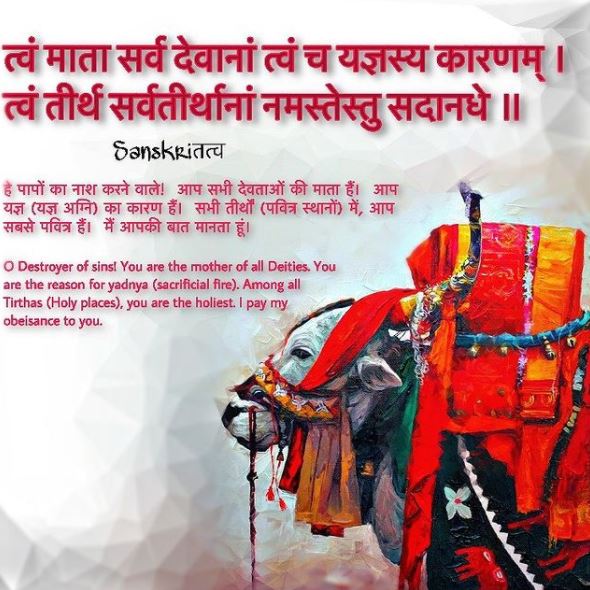 त्वं माता सर्व देवानां त्वं च यज्ञस्य कारणम् ।
त्वं तीर्थ सर्वतीर्थानां नमस्तेस्तु सदानधे ॥
Sanskriतत्व
हे पापों का नाश करने वाले! आप सभी देवताओं की माता हैं। आप
यज्ञ (यज्ञ अग्नि) का कारण हैं। सभी तीर्थों (पवित्र स्थानों) में, आप
सबसे पवित्र हैं। मैं आपकी बात मानता हूं।
O Destroyer of sins! You are the mother of all Deities. You
are the reason for yadnya (sacrificial fire). Among all
Tirthas (Holy places), you are the holiest. I pay my
obeisance to you.